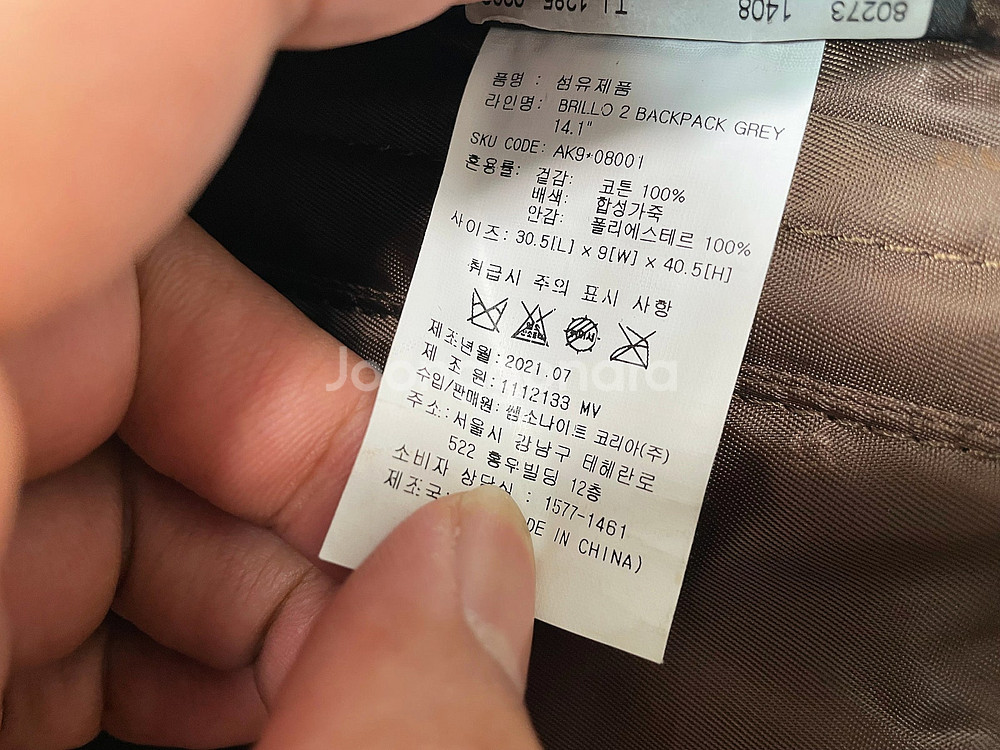 80273 1408
품명 : 섬유제품
라인명: BRILLO 2 BACKPACK GREY
14.1"
SKU CODE: AK9*08001
혼용률: 겉감: 코튼 100%
배색: 합성가죽
안감: 폴리에스테르 100%
사이즈: 30.5[L] × 9[W] × 40.5[H]
취급시 주의 표시 사항
제조년월:2021.07
제 조 원:1112133 MV
수입/판매원: 쌤소나이트 코리아(주)
주소:서울시 강남구 테헤란로
522 홍우빌딩 12층
소비자 상담실 : 1577-1461
제조국: DE IN CHINA)